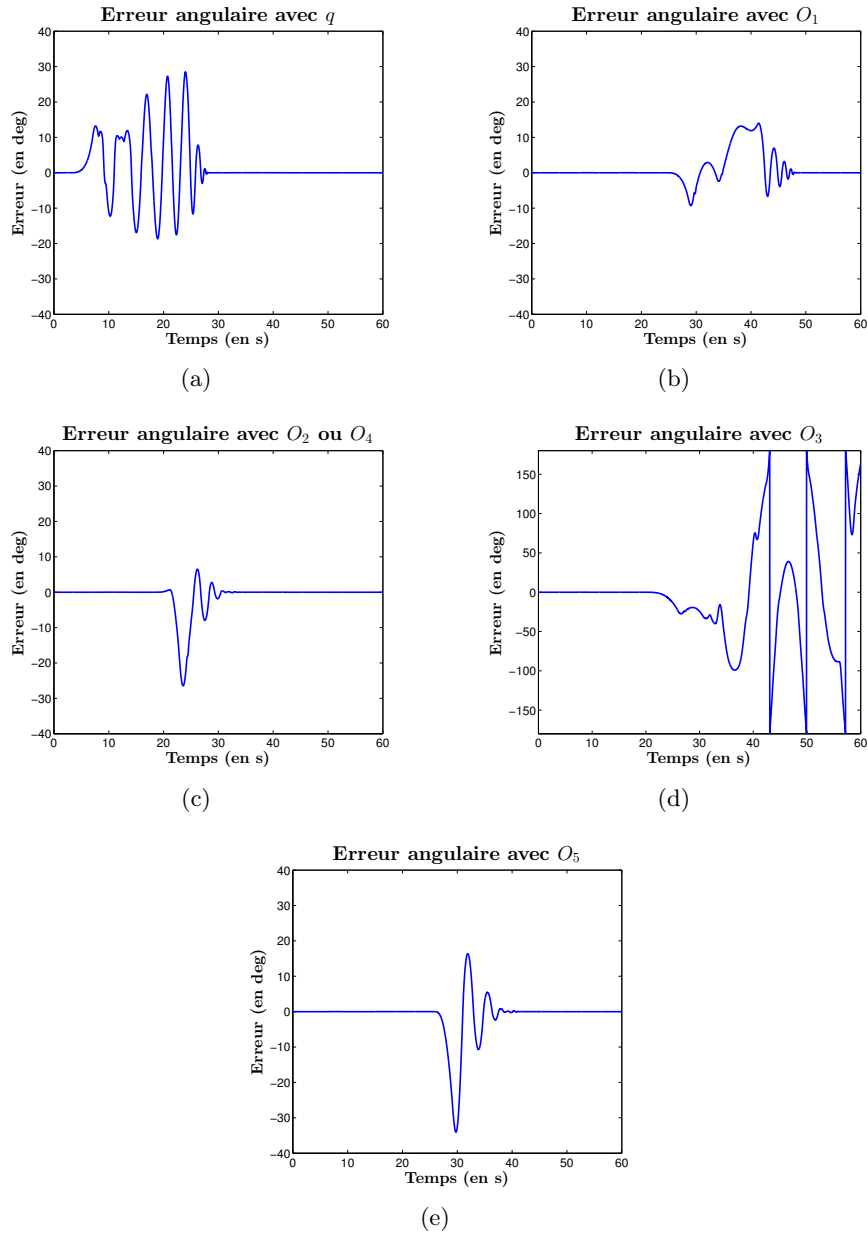 Erreur angulaire avec q
40
30
20
10
0
−10
−20
−30
−40
Erreur (en deg)
0 10 20 30 40 50 60
Temps (en s)
(a)
Erreur angulaire avec O₁
40
30
20
10
0
−10
−20
−30
−40
Erreur (en deg)
0 10 20 30 40 50 60
Temps (en s)
(b)
Erreur angulaire avec O₂ ou O₄
40
30
20
10
0
−10
−20
−30
−40
Erreur (en deg)
0 10 20 30 40 50 60
Temps (en s)
(c)
Erreur angulaire avec O₃
150
100
50
0
−50
−100
−150
Erreur (en deg)
0 10 20 30 40 50 60
Temps (en s)
(d)
Erreur angulaire avec O₅
40
30
20
10
0
−10
−20
−30
−40
Erreur (en deg)
0 10 20 30 40 50 60
Temps (en s)
(e)